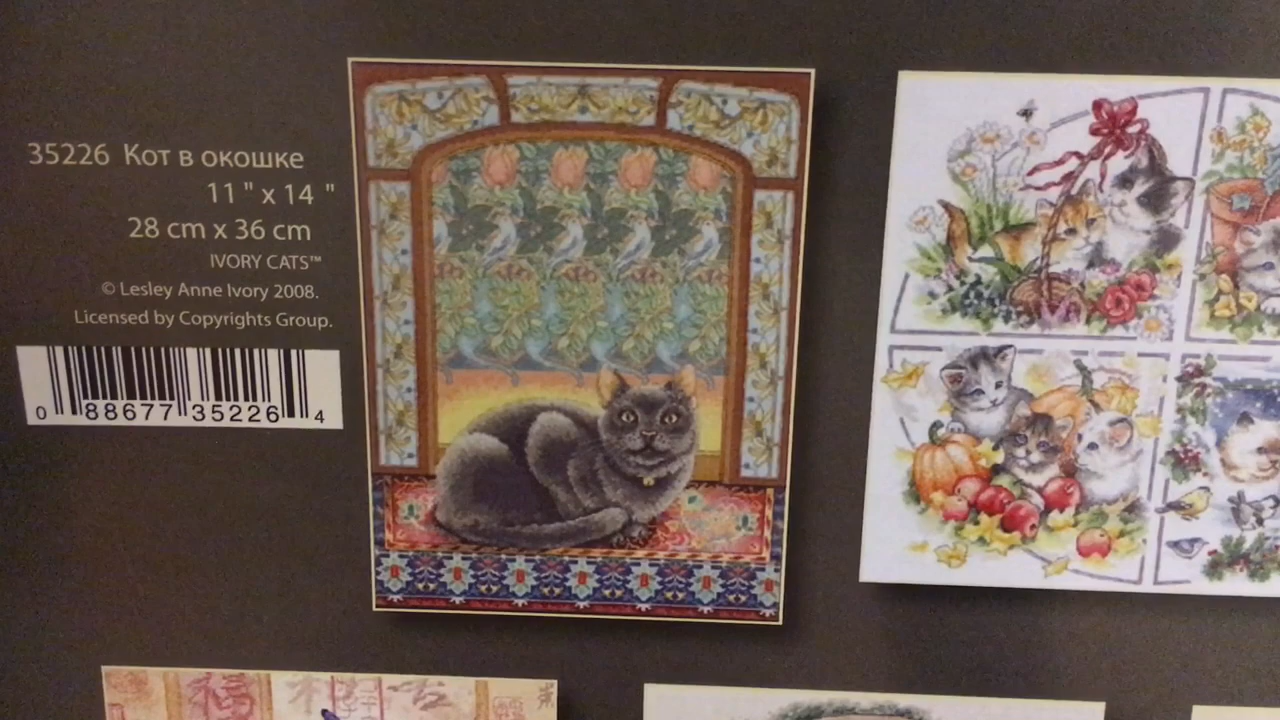 35226 Кот в окошке
11 " x 14 "
28 cm x 36 cm
IVORY CATS™
© Lesley Anne Ivory 2008.
Licensed by Copyrights Group.
0 88677 35226 4
福